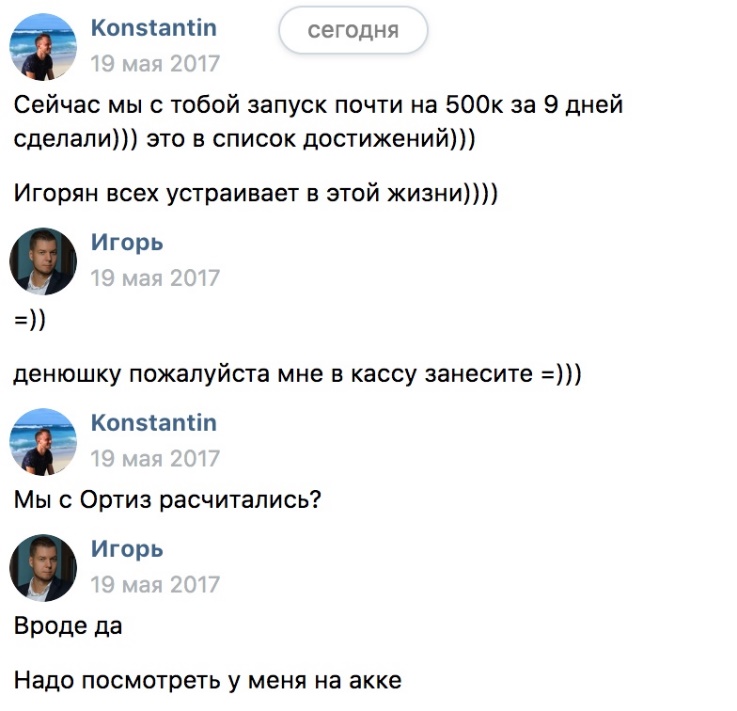 Konstantin
сегодня
19 мая 2017
Сейчас мы с тобой запуск почти на 500к за 9 дней
сделали))) это в список достижений)))
Игорян всех устраивает в этой жизни))))
Игорь
19 мая 2017
=))
денюшку пожалуйста мне в кассу занесите =)))
Konstantin
19 мая 2017
Мы с Ортиз расчитались?
Игорь
19 мая 2017
Вроде да
Надо посмотреть у меня на акке